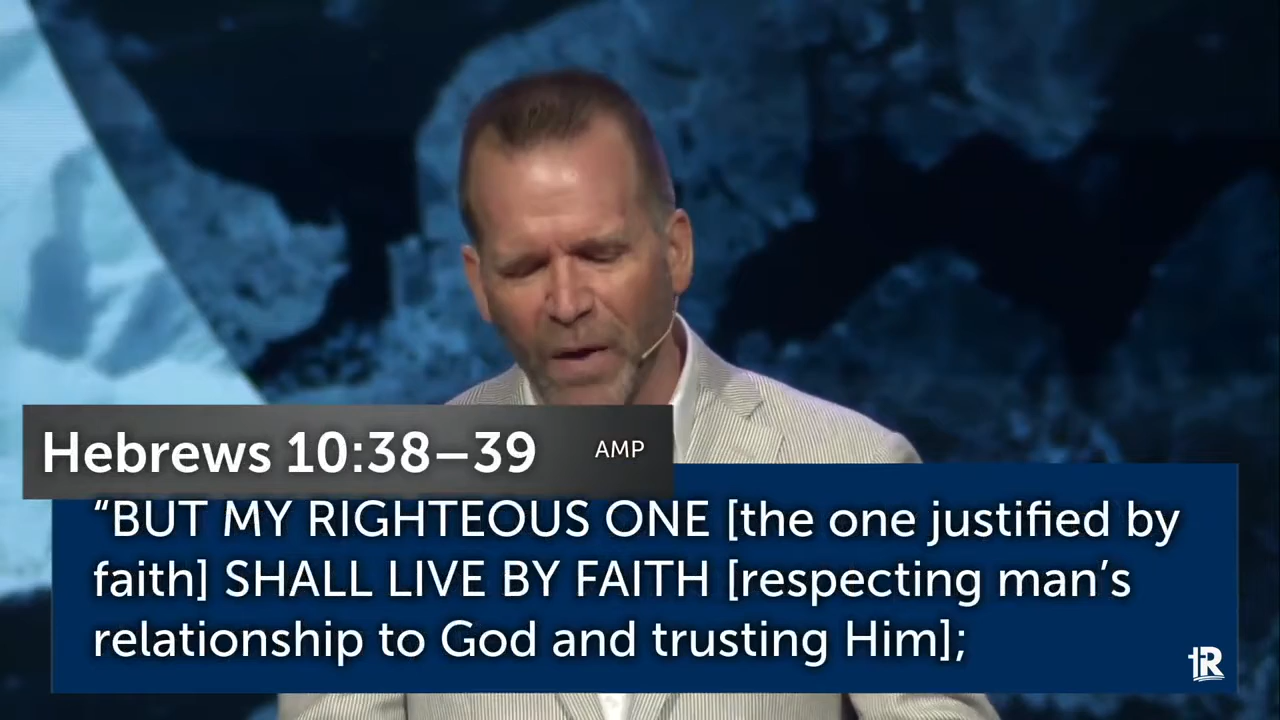 Hebrews 10:38–39 AMP
“BUT MY RIGHTEOUS ONE [the one justified by
faith] SHALL LIVE BY FAITH [respecting man’s
relationship to God and trusting Him];
R